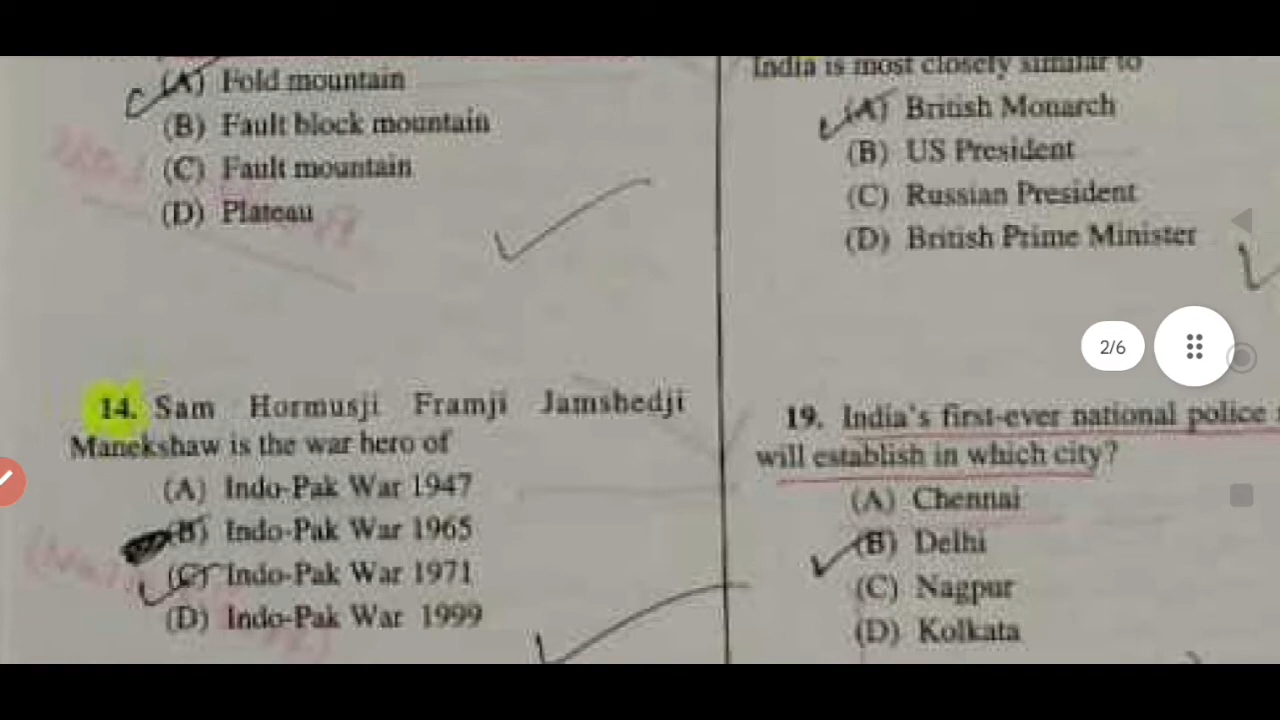 (A) Fold mountain
(B) Fault block mountain
(C) Fault mountain
(D) Plateau
14. Sam Hormusji Framji Jamshedji
Manekshaw is the war hero of
(A) Indo-Pak War 1947
(B) Indo-Pak War 1965
(C) Indo-Pak War 1971
(D) Indo-Pak War 1999
India is most closely similar to
(A) British Monarch
(B) US President
(C) Russian President
(D) British Prime Minister
2/6
19. India's first-ever national police
will establish in which city?
(A) Chennai
(B) Delhi
(C) Nagpur
(D) Kolkata